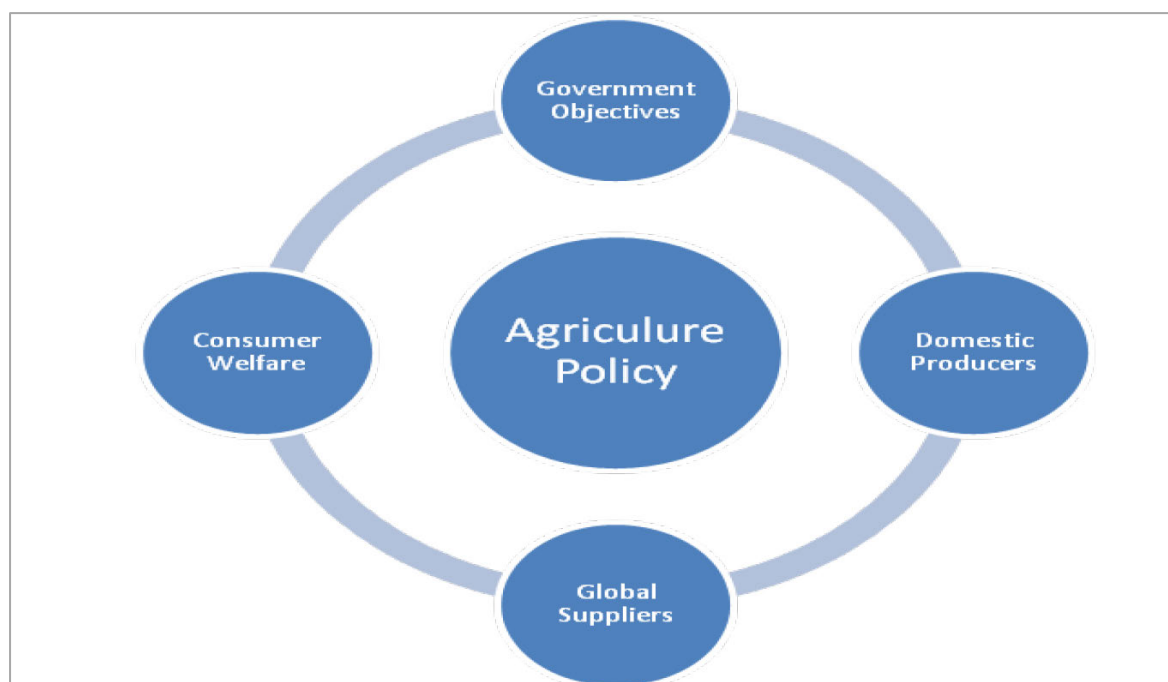 Government
Objectives
Consumer
Welfare
Agriculure
Policy
Domestic
Producers
Global
Suppliers